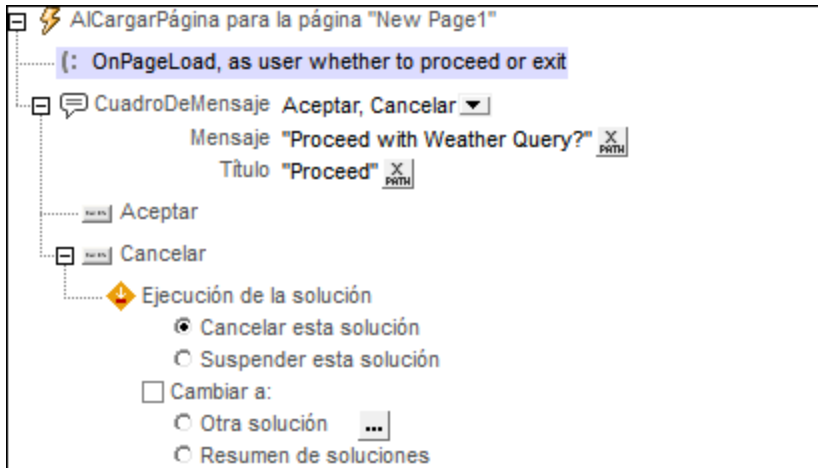 AlCargarPágina para la página "New Page1"
(: OnPageLoad, as user whether to proceed or exit
CuadroDeMensaje Aceptar, Cancelar
Mensaje "Proceed with Weather Query?" X PATH
Título "Proceed" X PATH
Aceptar
Cancelar
Ejecución de la solución
Cancelar esta solución
Suspender esta solución
Cambiar a:
Otra solución ...
Resumen de soluciones